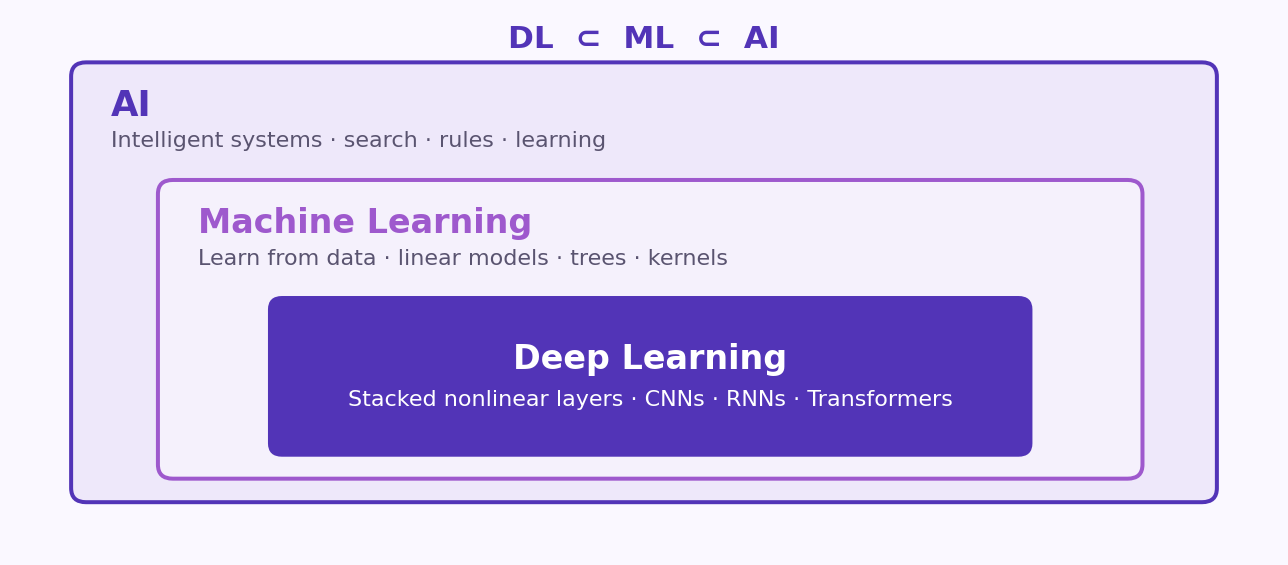 DL ⊂ ML ⊂ AI
AI
Intelligent systems · search · rules · learning
Machine Learning
Learn from data · linear models · trees · kernels
Deep Learning
Stacked nonlinear layers · CNNs · RNNs · Transformers